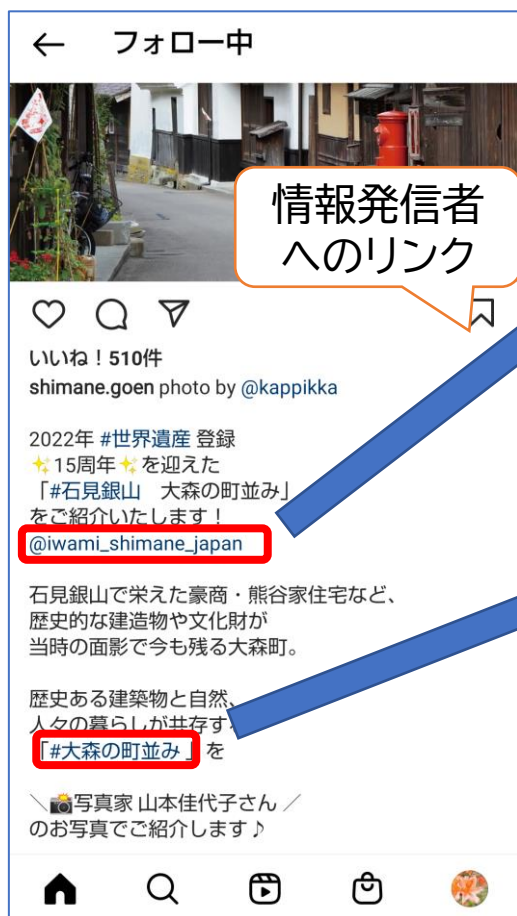 フォロー中
情報発信者
へのリンク
いいね!510件
shimane.goen photo by @kappikka
2022年 #世界遺産 登録
✨15周年✨を迎えた
「#石見銀山　大森の町並み」
をご紹介いたします!
@iwami_shimane_japan
石見銀山で栄えた豪商・熊谷家住宅など、
歴史的な建造物や文化財が
当時の面影で今も残る大森町。
歴史ある建築物と自然、
人々の暮らしが共存す
「#大森の町並み 」を
＼📸写真家 山本佳代子さん ／
のお写真でご紹介します♪